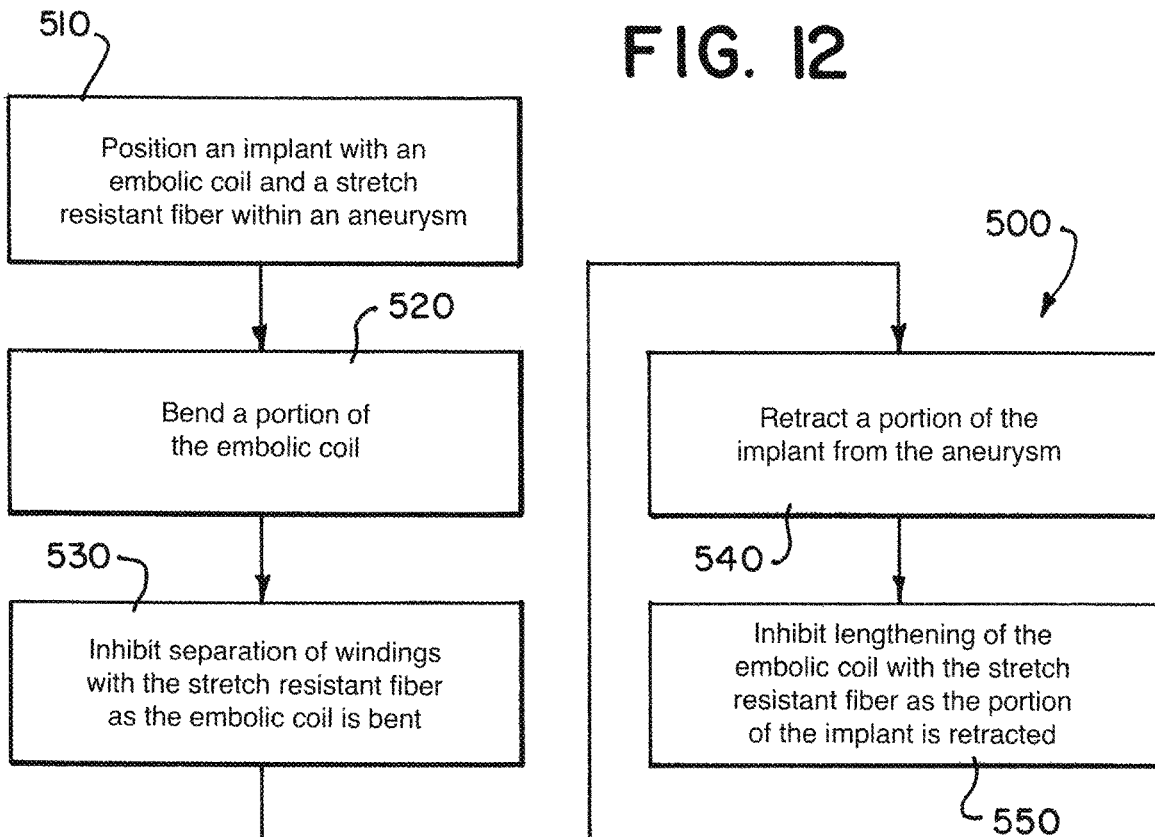 FIG. 12
510
Position an implant with an
embolic coil and a stretch
resistant fiber within an aneurysm
520
Bend a portion of
the embolic coil
530
Inhibit separation of windings
with the stretch resistant fiber
as the embolic coil is bent
500
Retract a portion of the
implant from the aneurysm
540
Inhibit lengthening of the
embolic coil with the stretch
resistant fiber as the portion
of the implant is retracted
550